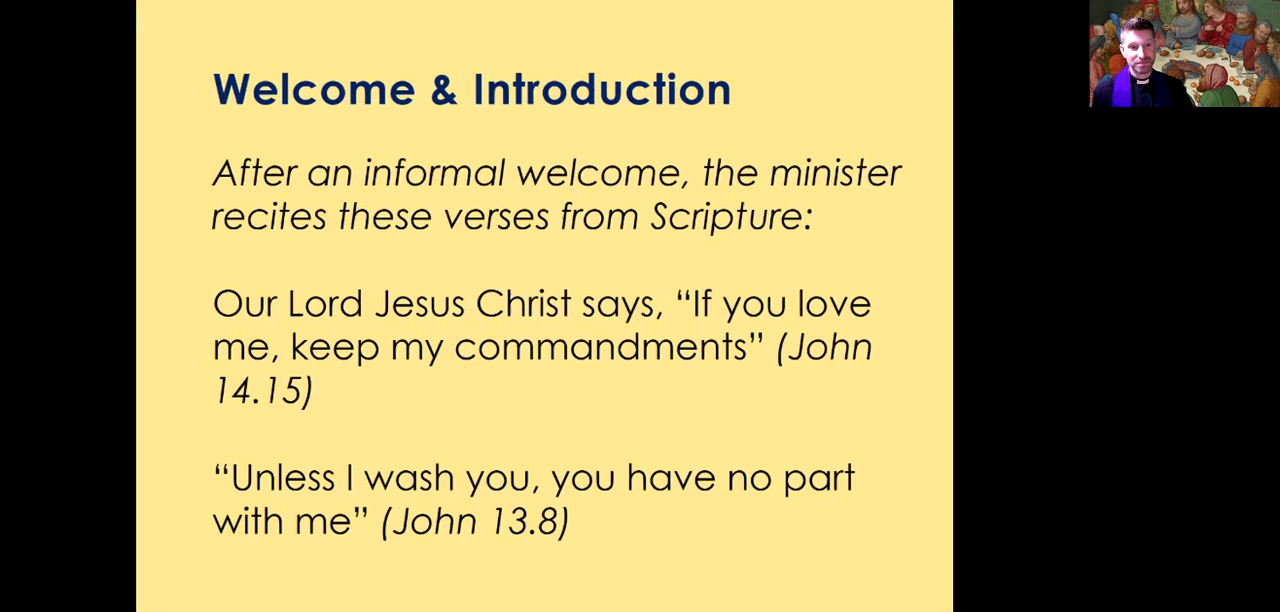 Welcome & Introduction
After an informal welcome, the minister
recites these verses from Scripture:
Our Lord Jesus Christ says, “If you love
me, keep my commandments” (John
14.15)
“Unless I wash you, you have no part
with me” (John 13.8)